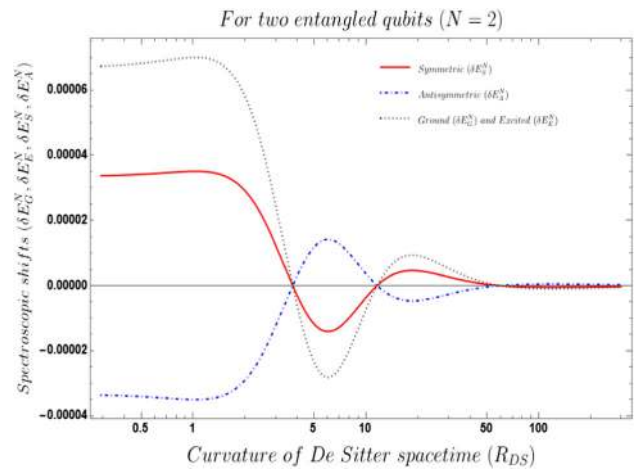 For two entangled qubits (N = 2)
Spectroscopic shifts (δE_G^N, δE_E^N, δE_S^N, δE_A^N)
0.00006
0.00004
0.00002
0.00000
−0.00002
−0.00004
Symmetric (δE_S^N)
Antisymmetric (δE_A^N)
Ground (δE_G^N) and Excited (δE_E^N)
0.5 1 5 10 50 100
Curvature of De Sitter spacetime (R_DS)